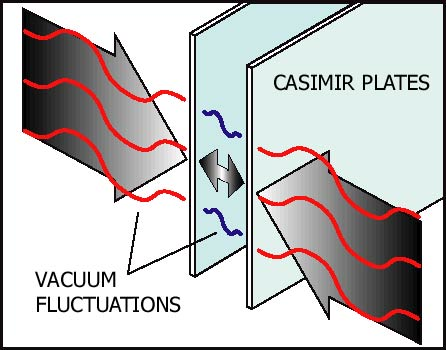 CASIMIR PLATES
VACUUM
FLUCTUATIONS